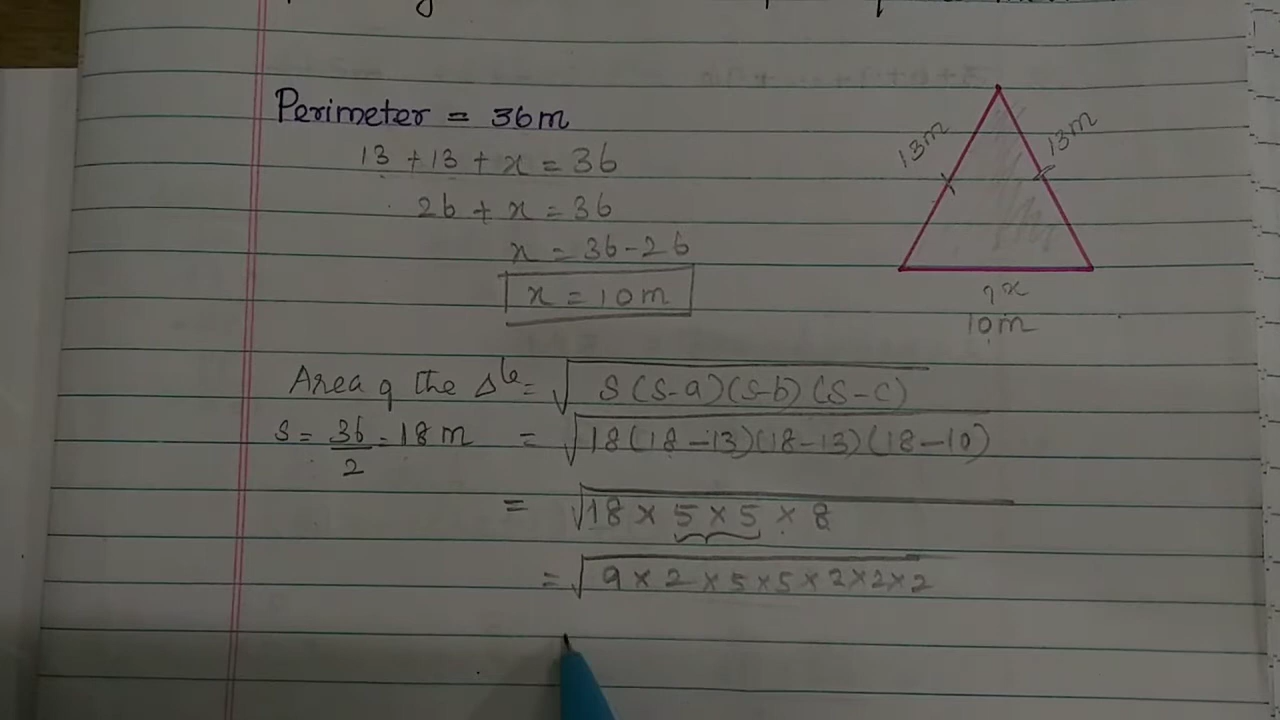 Perimeter = 36m
13 + 13 + x = 36
26 + x = 36
x = 36 - 26
x = 10m
13m
13m
? x
10m
Area of the Δle = √s(s-a)(s-b)(s-c)
s = 36/2 = 18 m = √18(18-13)(18-13)(18-10)
= √18 × 5 × 5 × 8
= √9 × 2 × 5 × 5 × 2 × 2 × 2